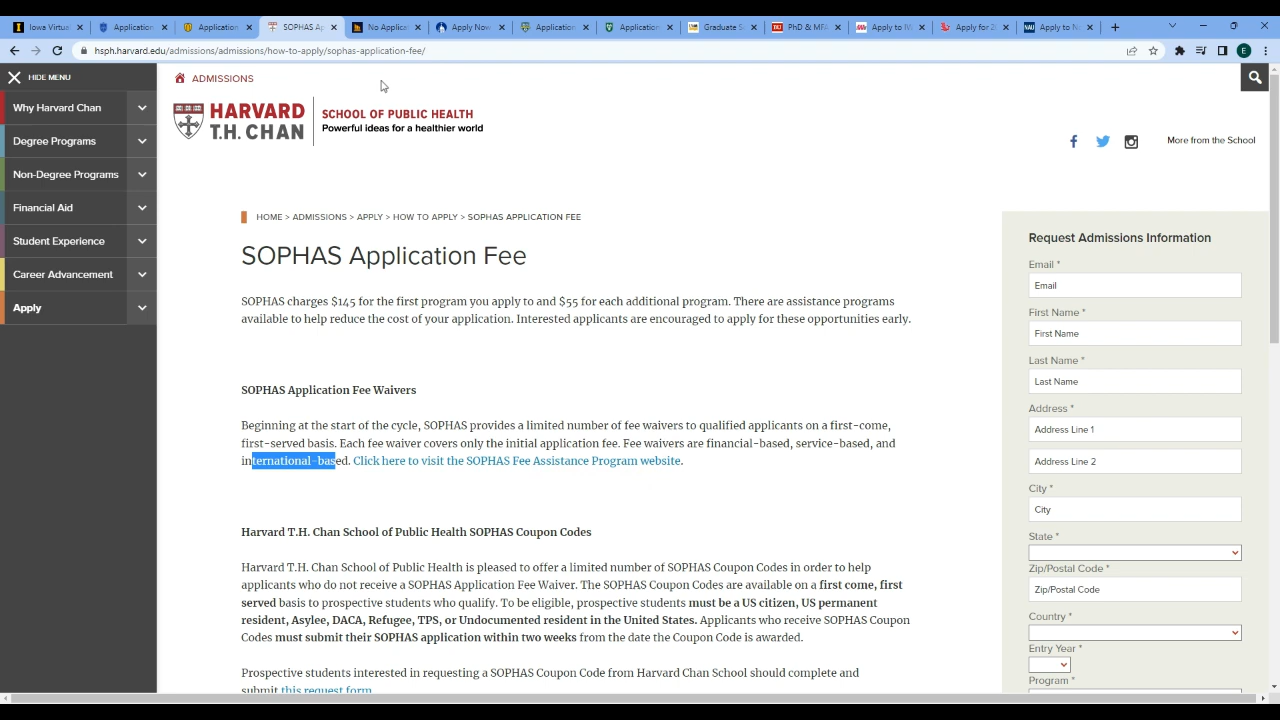 Iowa Virtu
Application
Application
SOPHAS A
No Applica
Apply Now
Application
Application
Graduate S
PhD & MFA
Apply to IW
Apply for
Apply to N
hsph.harvard.edu/admissions/admissions/how-to-apply/sophas-application-fee/
E
HIDE MENU
Why Harvard Chan
Degree Programs
Non-Degree Programs
Financial Aid
Student Experience
Career Advancement
Apply
ADMISSIONS
HARVARD
T.H. CHAN
SCHOOL OF PUBLIC HEALTH
Powerful ideas for a healthier world
More from the School
HOME > ADMISSIONS > APPLY > HOW TO APPLY > SOPHAS APPLICATION FEE
SOPHAS Application Fee
SOPHAS charges $145 for the first program you apply to and $55 for each additional program. There are assistance programs
available to help reduce the cost of your application. Interested applicants are encouraged to apply for these opportunities early.
SOPHAS Application Fee Waivers
Beginning at the start of the cycle, SOPHAS provides a limited number of fee waivers to qualified applicants on a first-come,
first-served basis. Each fee waiver covers only the initial application fee. Fee waivers are financial-based, service-based, and
international-based. Click here to visit the SOPHAS Fee Assistance Program website.
Harvard T.H. Chan School of Public Health SOPHAS Coupon Codes
Harvard T.H. Chan School of Public Health is pleased to offer a limited number of SOPHAS Coupon Codes in order to help
applicants who do not receive a SOPHAS Application Fee Waiver. The SOPHAS Coupon Codes are available on a first come, first
served basis to prospective students who qualify. To be eligible, prospective students must be a US citizen, US permanent
resident, Asylee, DACA, Refugee, TPS, or Undocumented resident in the United States. Applicants who receive SOPHAS Coupon
Codes must submit their SOPHAS application within two weeks from the date the Coupon Code is awarded.
Prospective students interested in requesting a SOPHAS Coupon Code from Harvard Chan School should complete and
submit this request form.
Request Admissions Information
Email *
Email
First Name *
First Name
Last Name *
Last Name
Address *
Address Line 1
Address Line 2
City *
City
State *
Zip/Postal Code *
Zip/Postal Code
Country *
Entry Year *
Program *